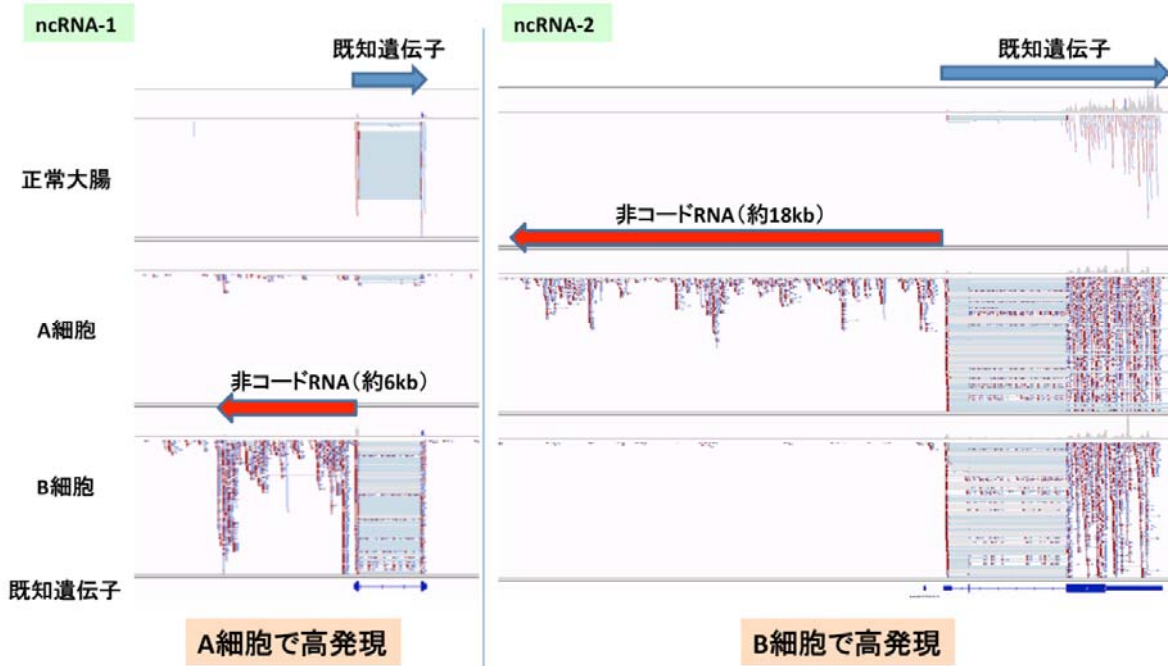 ncRNA-1
既知遺伝子
正常大腸
A細胞
非コードRNA(約6kb)
B細胞
既知遺伝子
A細胞で高発現
ncRNA-2
既知遺伝子
非コードRNA(約18kb)
B細胞で高発現